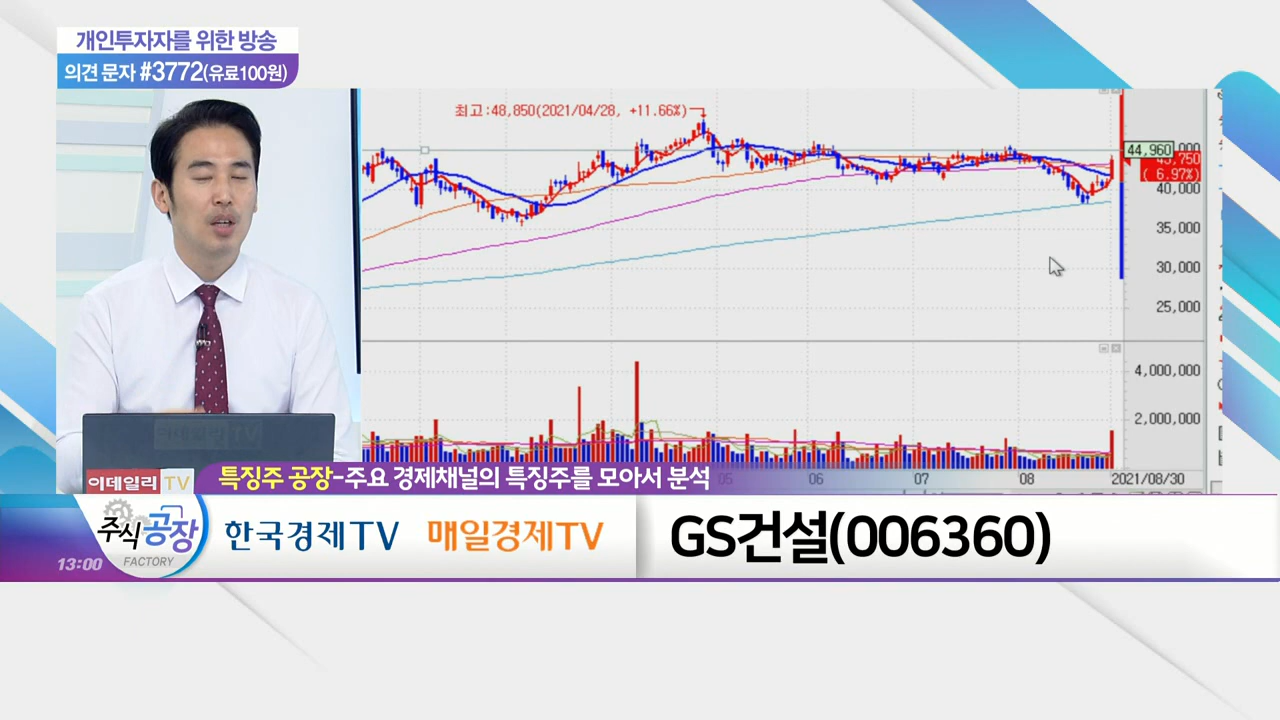 개인투자자를 위한 방송
의견 문자 #3772(유료100원)
최고:48,850(2021/04/28, +11.66%)
44,960
43,750
( 6.97%)
40,000
35,000
30,000
25,000
4,000,000
2,000,000
05
06
07
08
2021/08/30
이데일리 TV
특징주 공장-주요 경제채널의 특징주를 모아서 분석
주식공장
FACTORY
13:00
한국경제TV 매일경제TV
GS건설(006360)